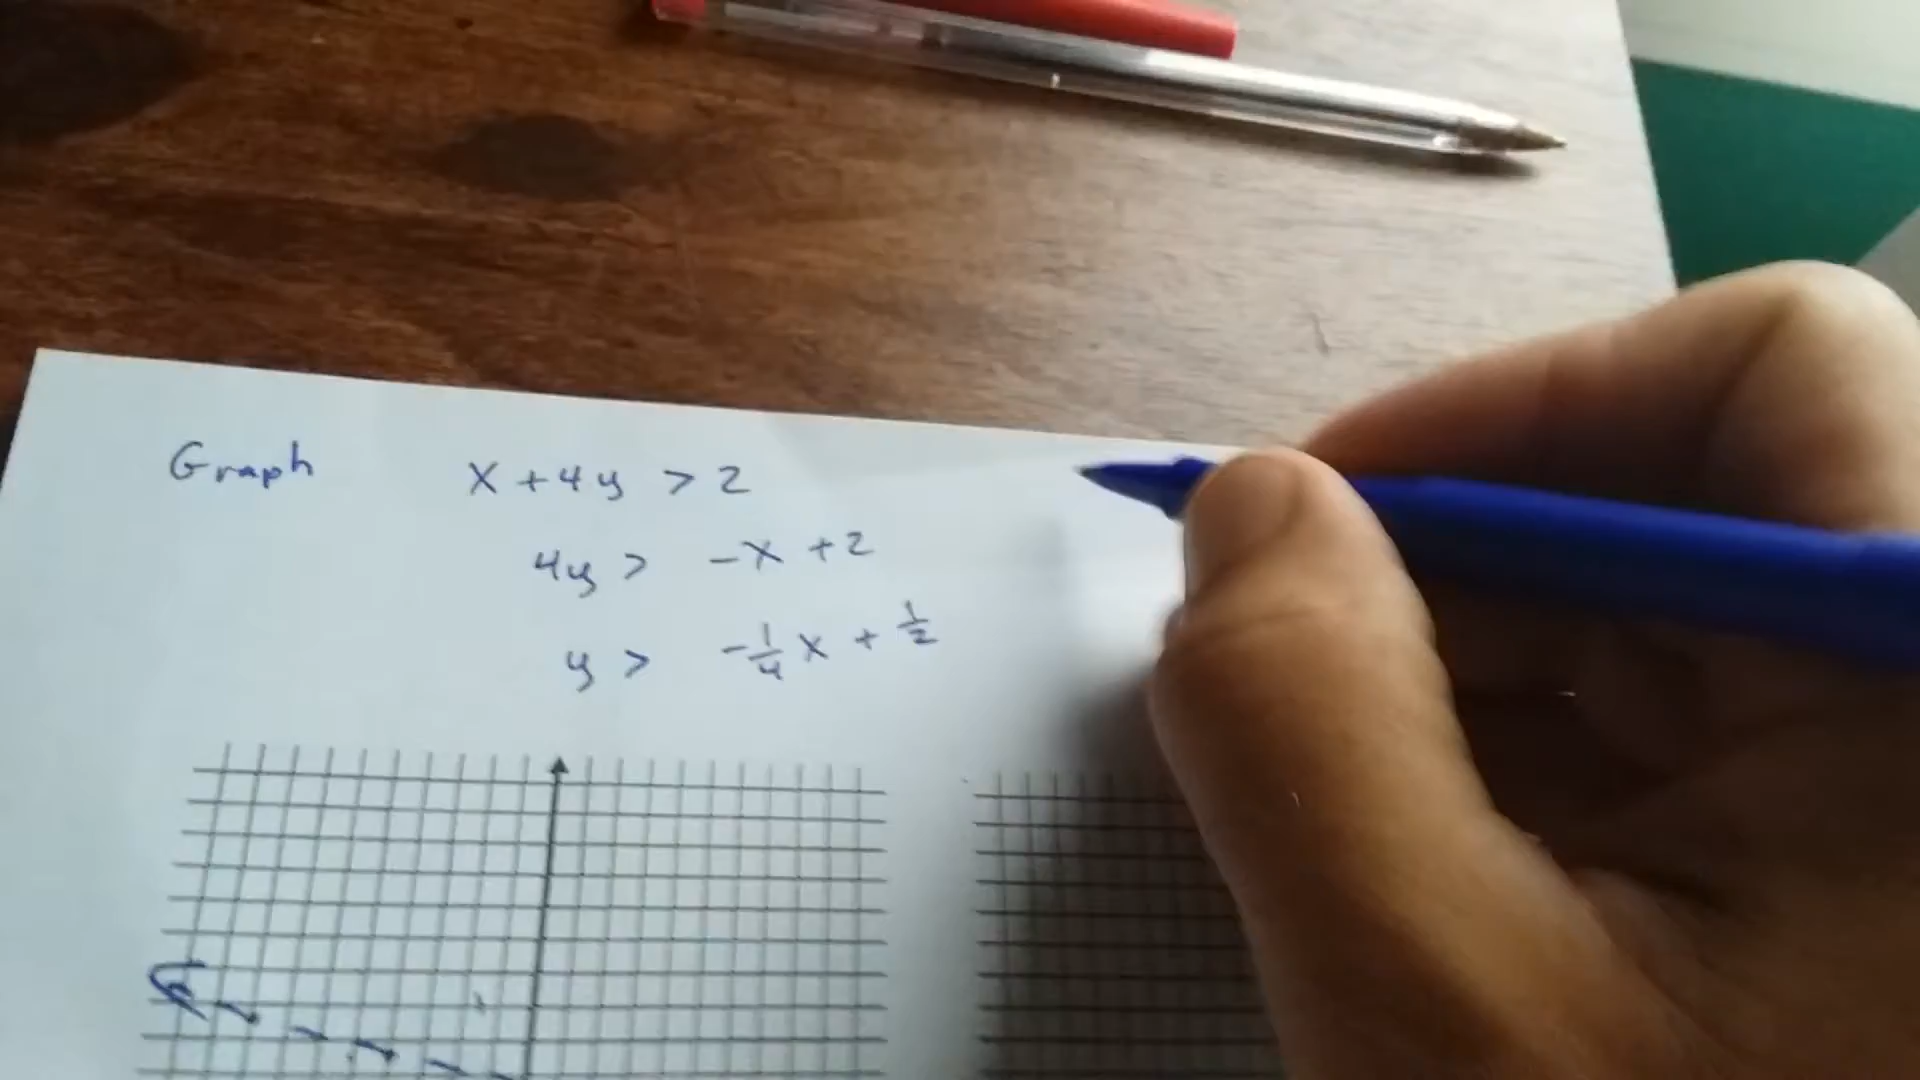 Graph x + 4y > 2
4y > -x + 2
y > -1/4 x + 1/2